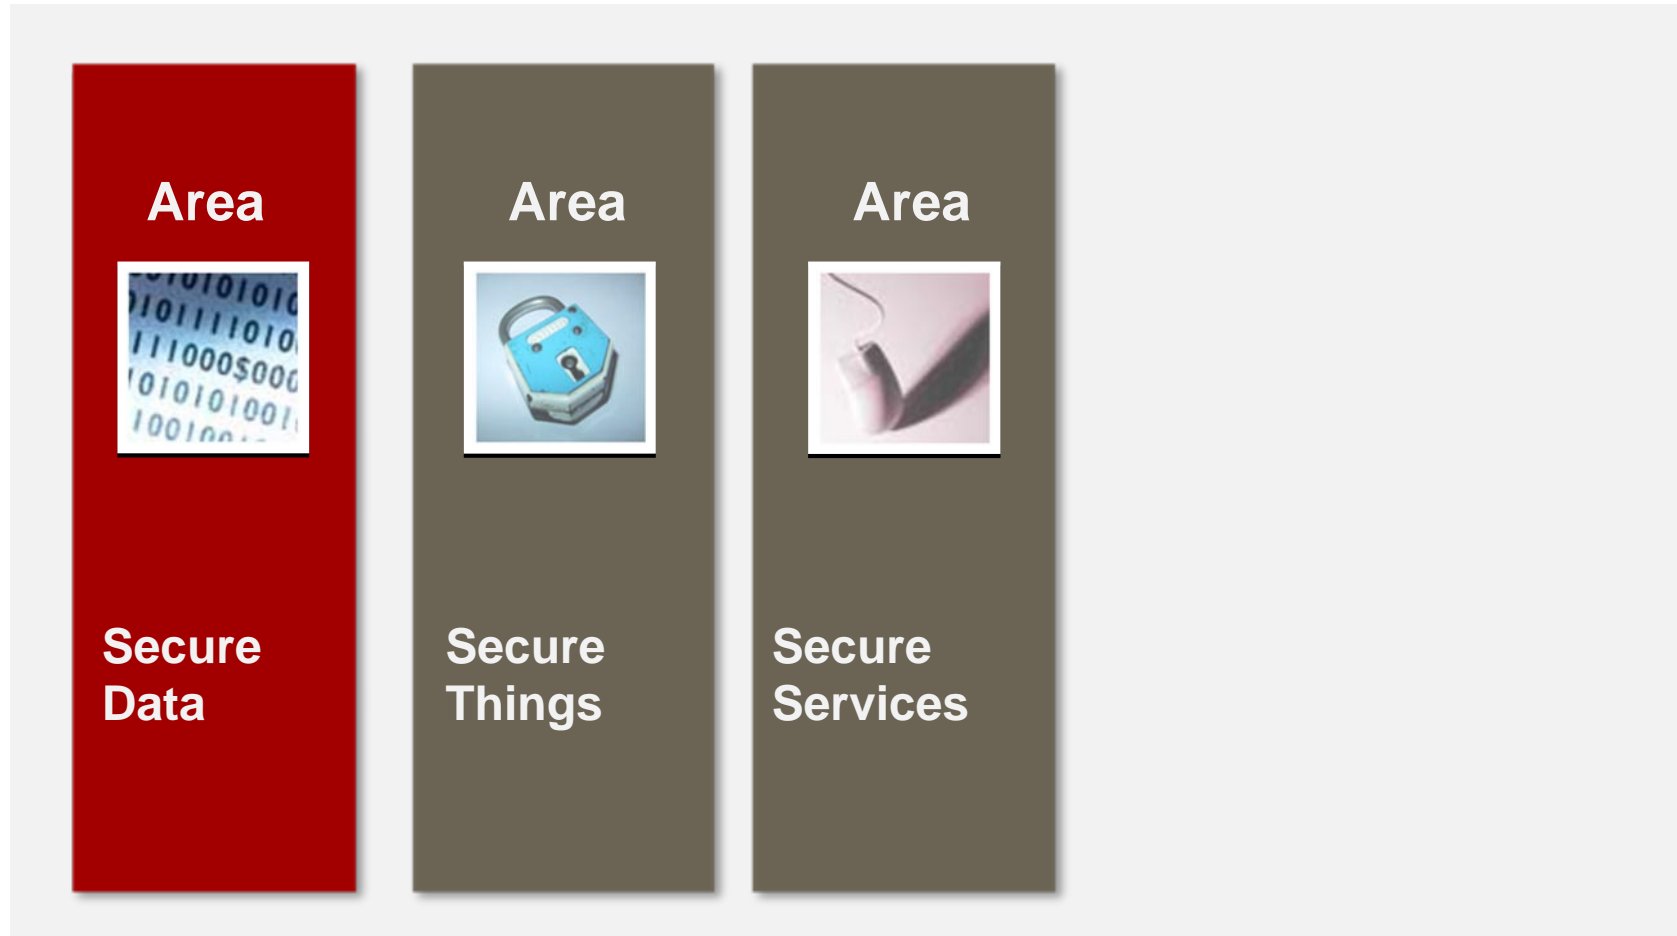 Area
Secure
Data
Area
Secure
Things
Area
Secure
Services